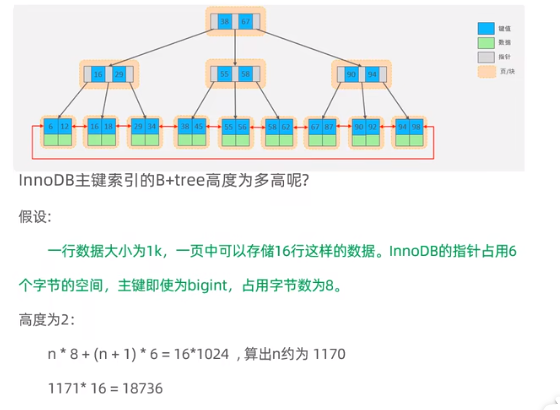 38 67
键值
数据
指针
页/块
16 29
55 58
90 94
6 12
16 18
29 34
38 45
55 56
58 62
67 87
90 92
94 98
InnoDB主键索引的B+tree高度为多高呢?
假设:
一行数据大小为1k，一页中可以存储16行这样的数据。InnoDB的指针占用6
个字节的空间，主键即使为bigint，占用字节数为8。
高度为2:
n * 8 + (n + 1) * 6 = 16*1024 , 算出n约为 1170
1171* 16 = 18736